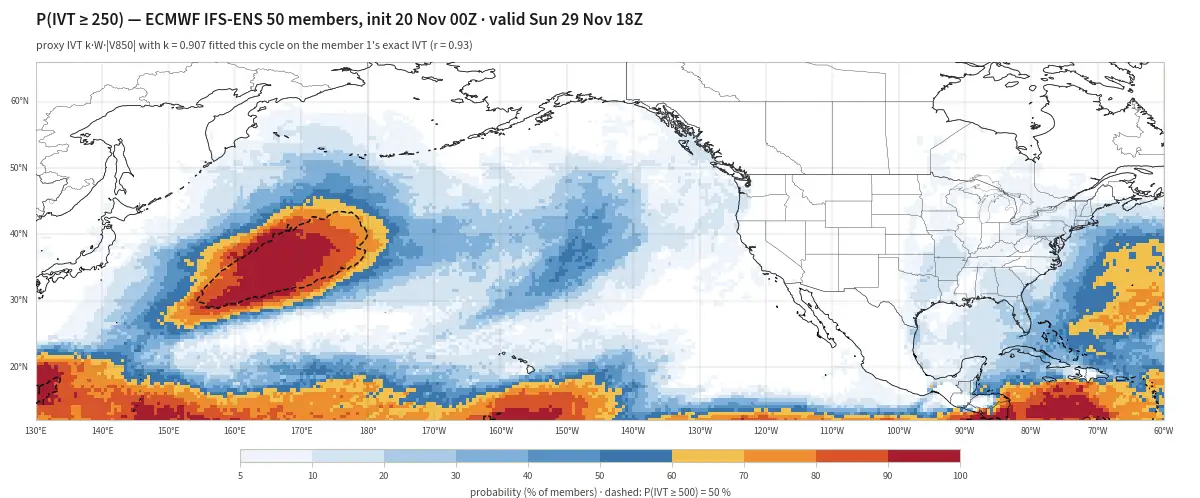 P(IVT ≥ 250) — ECMWF IFS-ENS 50 members, init 20 Nov 00Z · valid Sun 29 Nov 18Z
proxy IVT k·W·|V850| with k = 0.907 fitted this cycle on the member 1's exact IVT (r = 0.93)
60°N
50°N
40°N
30°N
20°N
130°E 140°E 150°E 160°E 170°E 180° 170°W 160°W 150°W 140°W 130°W 120°W 110°W 100°W 90°W 80°W 70°W 60°W
5 10 20 30 40 50 60 70 80 90 100
probability (% of members) · dashed: P(IVT ≥ 500) = 50 %